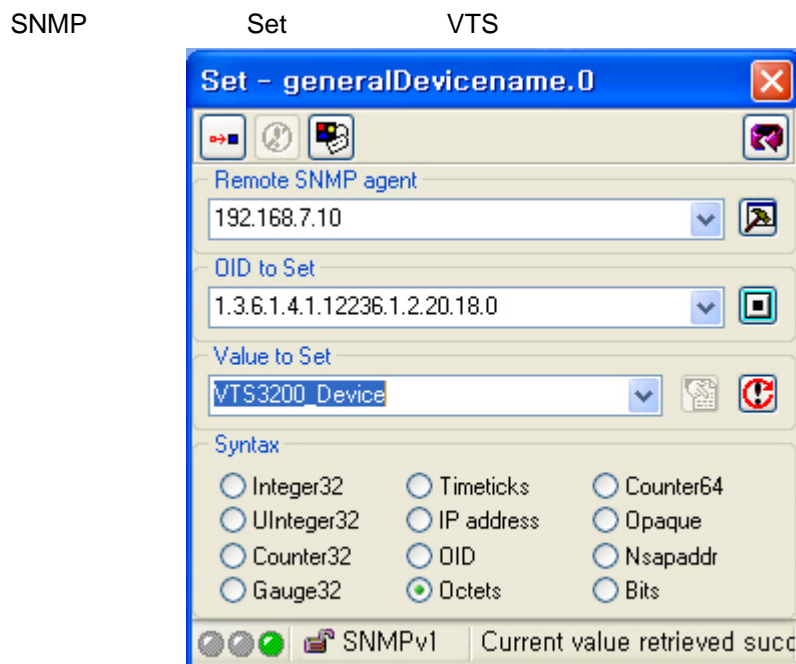 SNMP Set VTS
Set - generalDevicename.0
Remote SNMP agent
192.168.7.10
OID to Set
1.3.6.1.4.1.12236.1.2.20.18.0
Value to Set
VTS3200_Device
Syntax
Integer32 Timeticks Counter64
UInteger32 IP address Opaque
Counter32 OID Nsapaddr
Gauge32 Octets Bits
SNMPv1 Current value retrieved succ